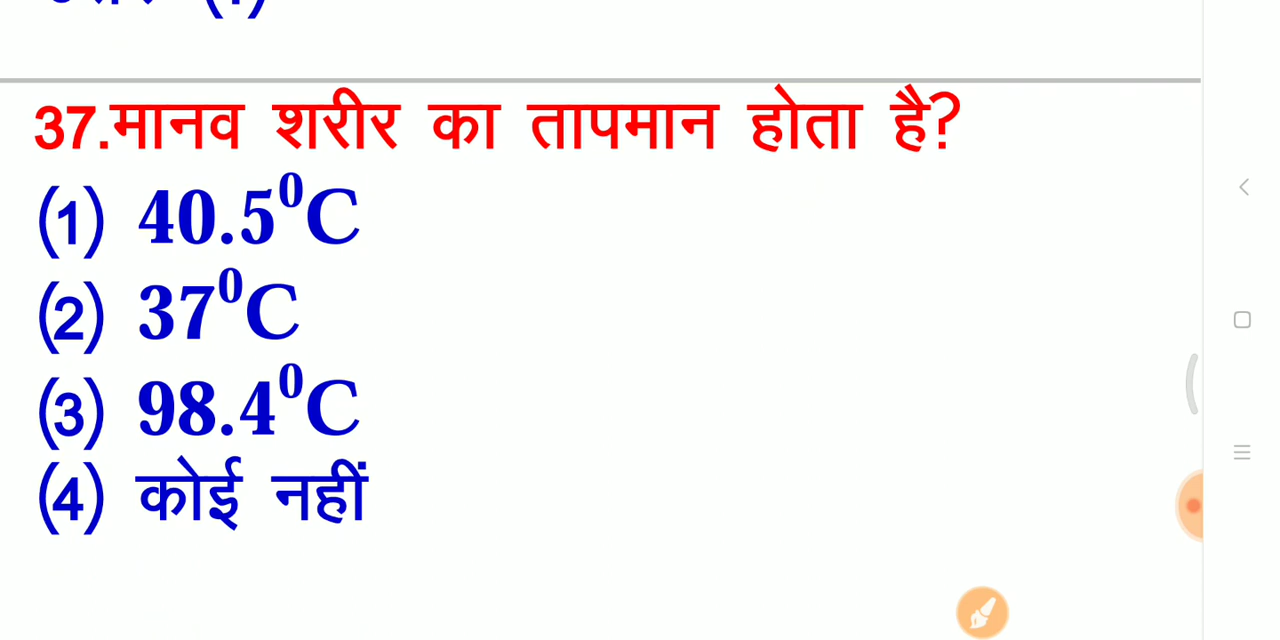 37.मानव शरीर का तापमान होता है?
(1) 40.5⁰C
(2) 37⁰C
(3) 98.4⁰C
(4) कोई नहीं